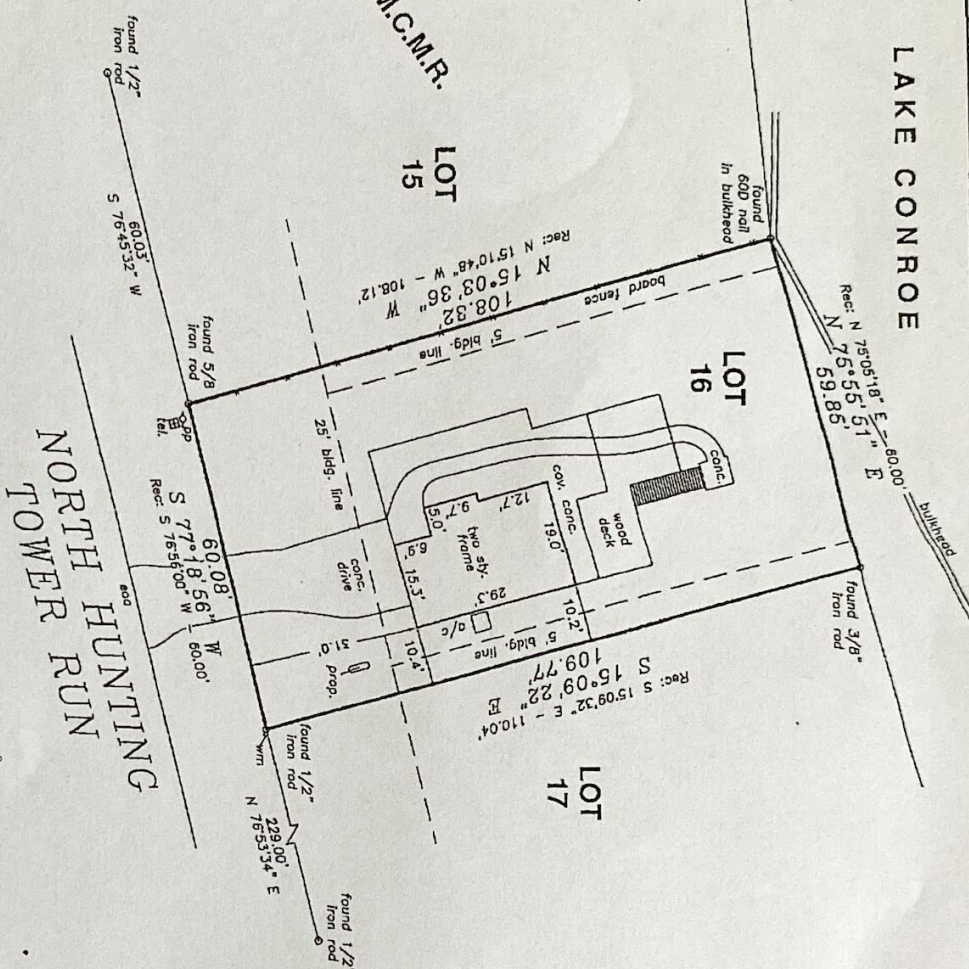 LAKE CONROE
bulkhead
Rec: N 75°05'18" E - 60.00'
N 75°55'51" E
59.85'
found
60D nail
in bulkhead
found 3/8"
iron rod
M.C.M.R.
LOT
15
LOT
16
LOT
17
Rec: N 15°10'48" W - 108.12'
N 15°03'36" W
108.32'
board fence
5' bldg. line
conc.
wood
deck
cov. conc.
12.7'
19.0'
9.7'
5.0'
6.9'
two sty.
frame
29.3'
15.3'
10.2'
10.4'
a/c
5' bldg. line
109.77'
S 15°09'22" E
Rec: S 15°09'32" E - 110.04'
25' bldg. line
conc.
drive
31.0'
prop.
found 1/2"
iron rod
60.03'
S 76°45'32" W
found 5/8
iron rod
pp
tel.
60.08'
S 77°18'56" W
Rec: S 76°56'00" W - 60.00'
found 1/2"
iron rod
wm
229.00'
N 76°53'34" E
found 1/2
iron rod
eoa
NORTH HUNTING
TOWER RUN